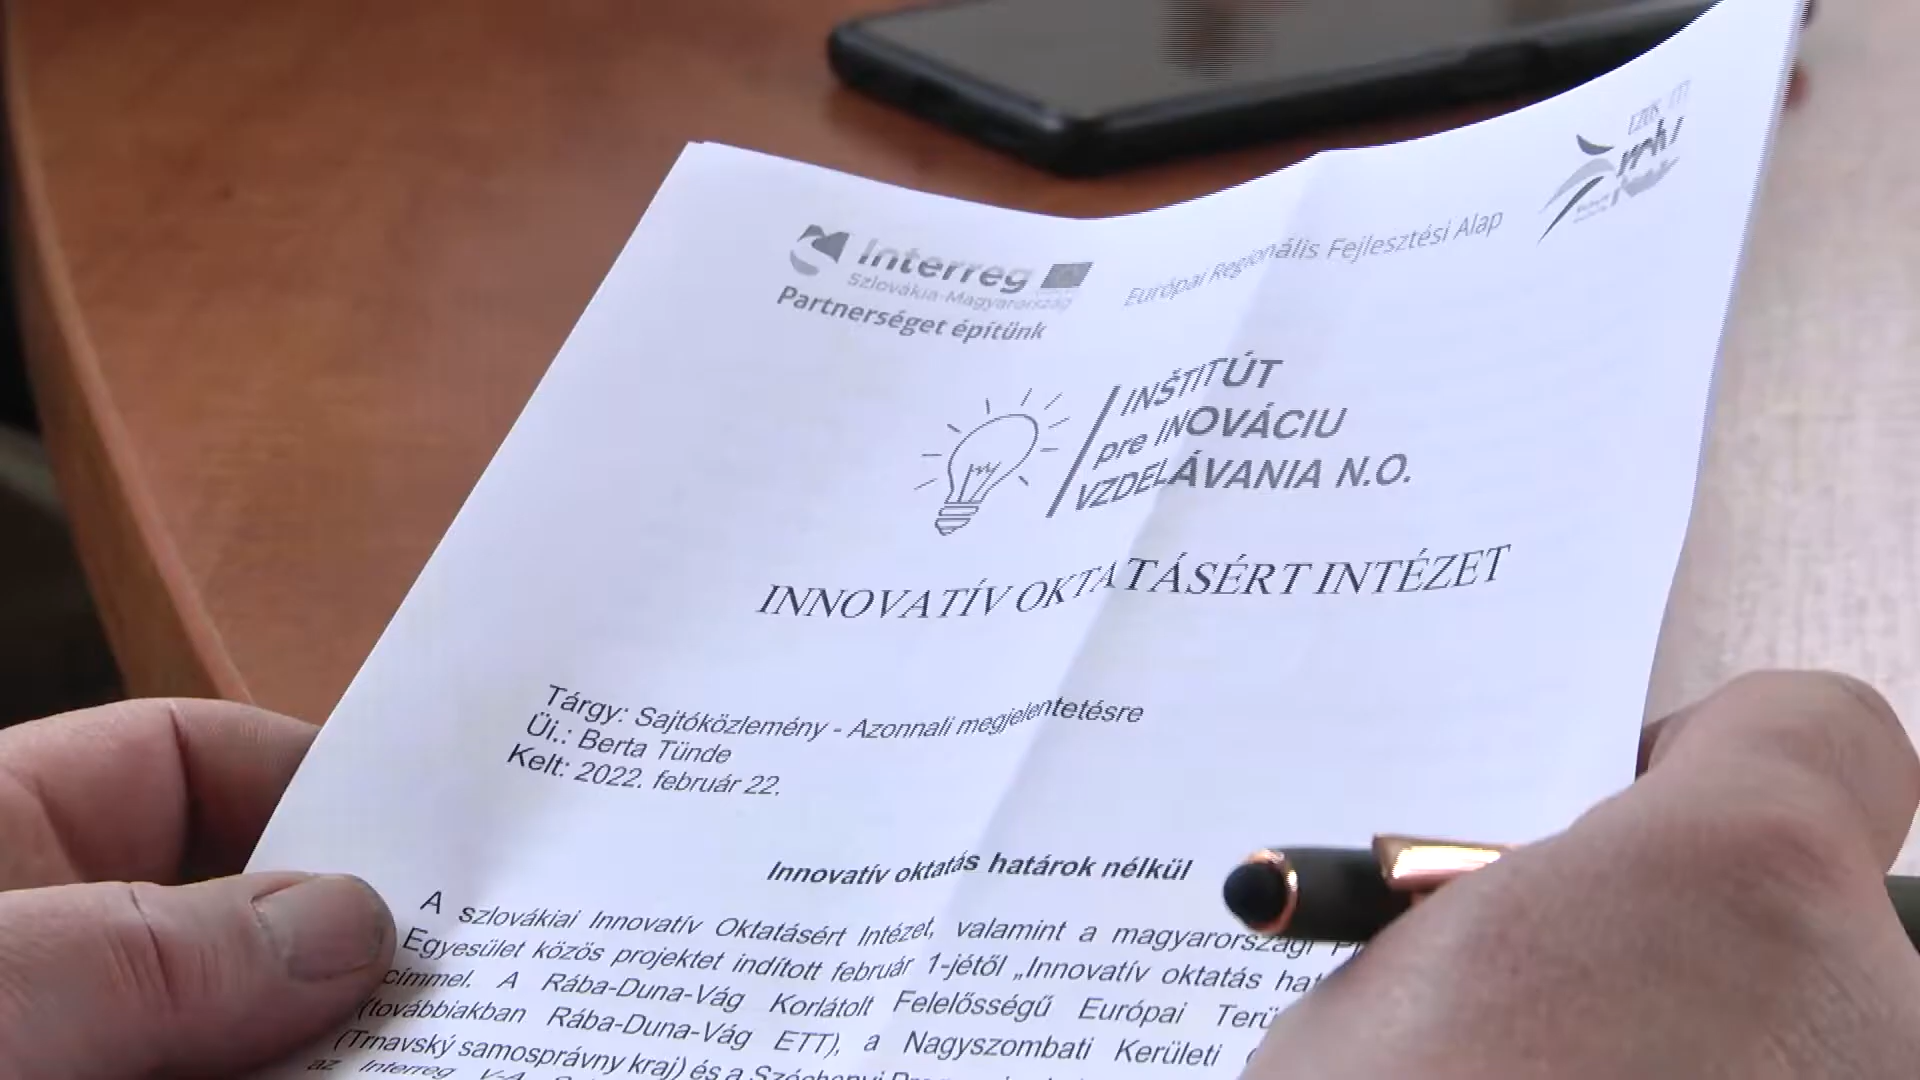 Interreg
Szlovákia-Magyarország
Partnerséget építünk
Európai Regionális Fejlesztési Alap
INŠTITÚT
pre INOVÁCIU
VZDELÁVANIA N.O.
INNOVATÍV OKTATÁSÉRT INTÉZET
Tárgy: Sajtóközlemény - Azonnali megjelentetésre
Üi.: Berta Tünde
Kelt: 2022. február 22.
Innovatív oktatás határok nélkül
A szlovákiai Innovatív Oktatásért Intézet, valamint a magyarországi
Egyesület közös projektet indított február 1-jétől „Innovatív oktatás
címmel. A Rába-Duna-Vág Korlátolt Felelősségű Európai
(továbbiakban Rába-Duna-Vág ETT), a Nagyszombati Kerületi
(Trnavský samosprávny kraj) és a Széchenyi
az Interreg V-A